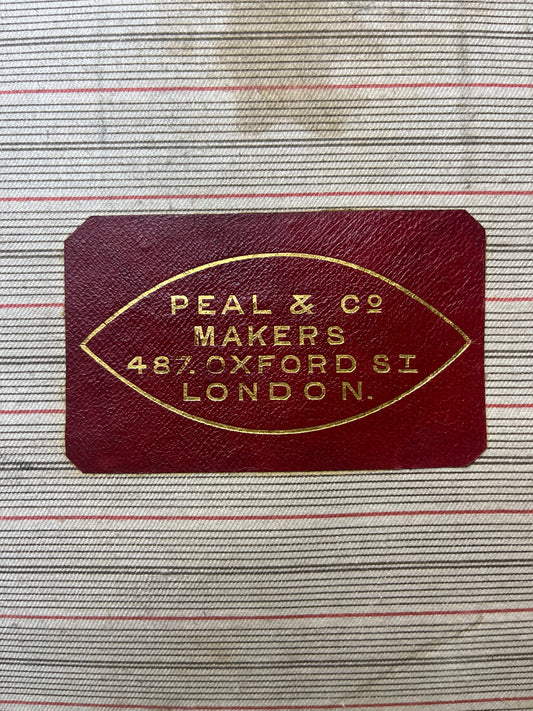 PEAL & Co
MAKERS
487. OXFORD ST
LONDON.